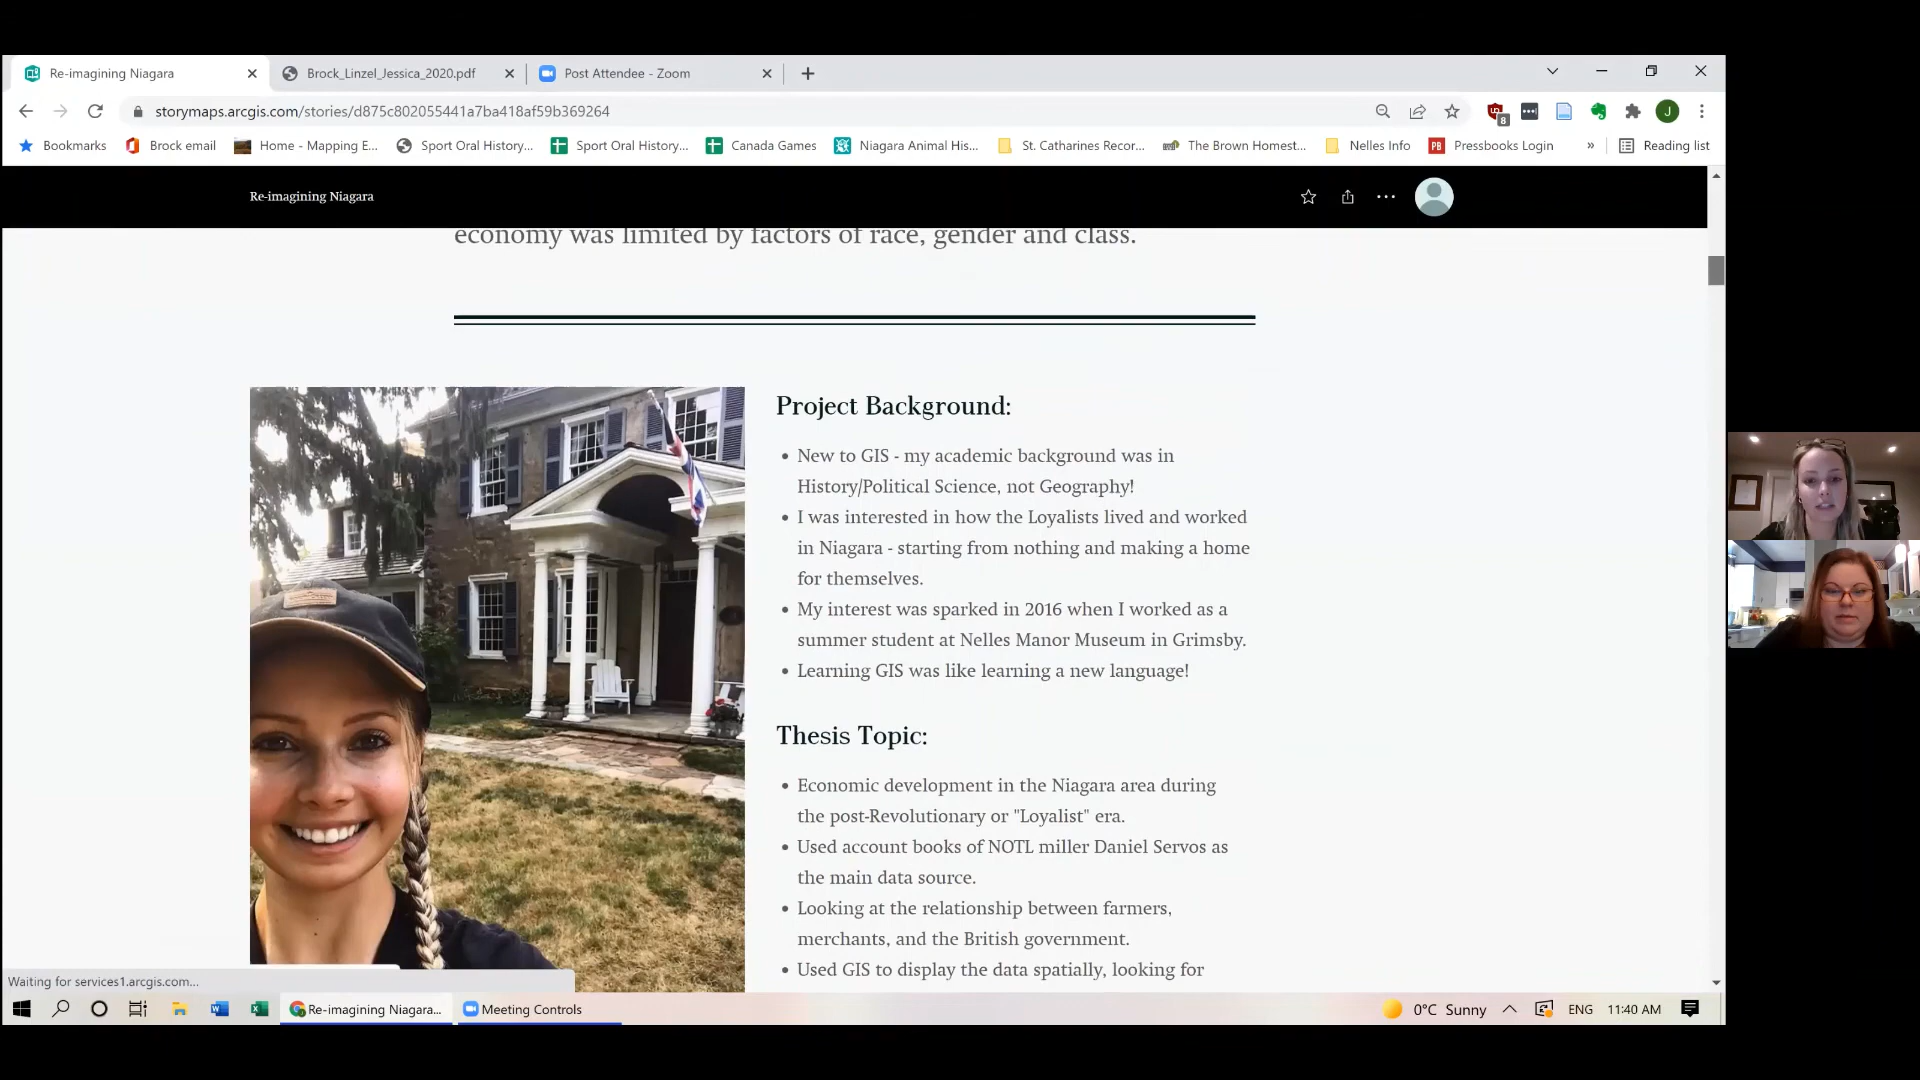 Re-imagining Niagara
Brock_Linzel_Jessica_2020.pdf
Post Attendee - Zoom
storymaps.arcgis.com/stories/d875c802055441a7ba418af59b369264
8
J
Bookmarks
Brock email
Home - Mapping E...
Sport Oral History...
Sport Oral History...
Canada Games
Niagara Animal His...
St. Catharines Recor...
The Brown Homest...
Nelles Info
PB
Pressbooks Login
»
Reading list
Re-imagining Niagara
economy was limited by factors of race, gender and class.
Project Background:
• New to GIS - my academic background was in
History/Political Science, not Geography!
• I was interested in how the Loyalists lived and worked
in Niagara - starting from nothing and making a home
for themselves.
• My interest was sparked in 2016 when I worked as a
summer student at Nelles Manor Museum in Grimsby.
• Learning GIS was like learning a new language!
Thesis Topic:
• Economic development in the Niagara area during
the post-Revolutionary or "Loyalist" era.
• Used account books of NOTL miller Daniel Servos as
the main data source.
• Looking at the relationship between farmers,
merchants, and the British government.
• Used GIS to display the data spatially, looking for
Waiting for services1.arcgis.com...
Re-imagining Niagara...
Meeting Controls
0°C Sunny
ENG
11:40 AM